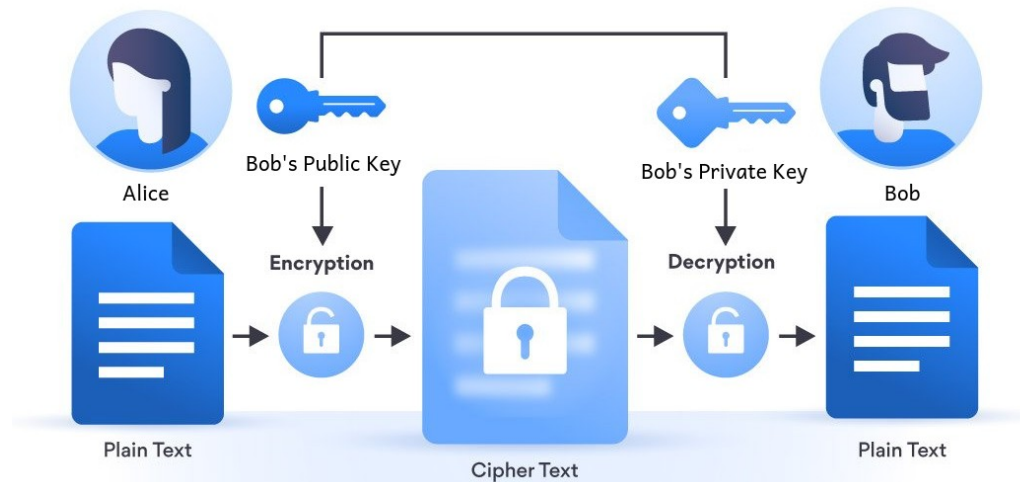 Bob's Public Key
Bob's Private Key
Alice
Bob
Encryption
Decryption
Plain Text
Cipher Text
Plain Text